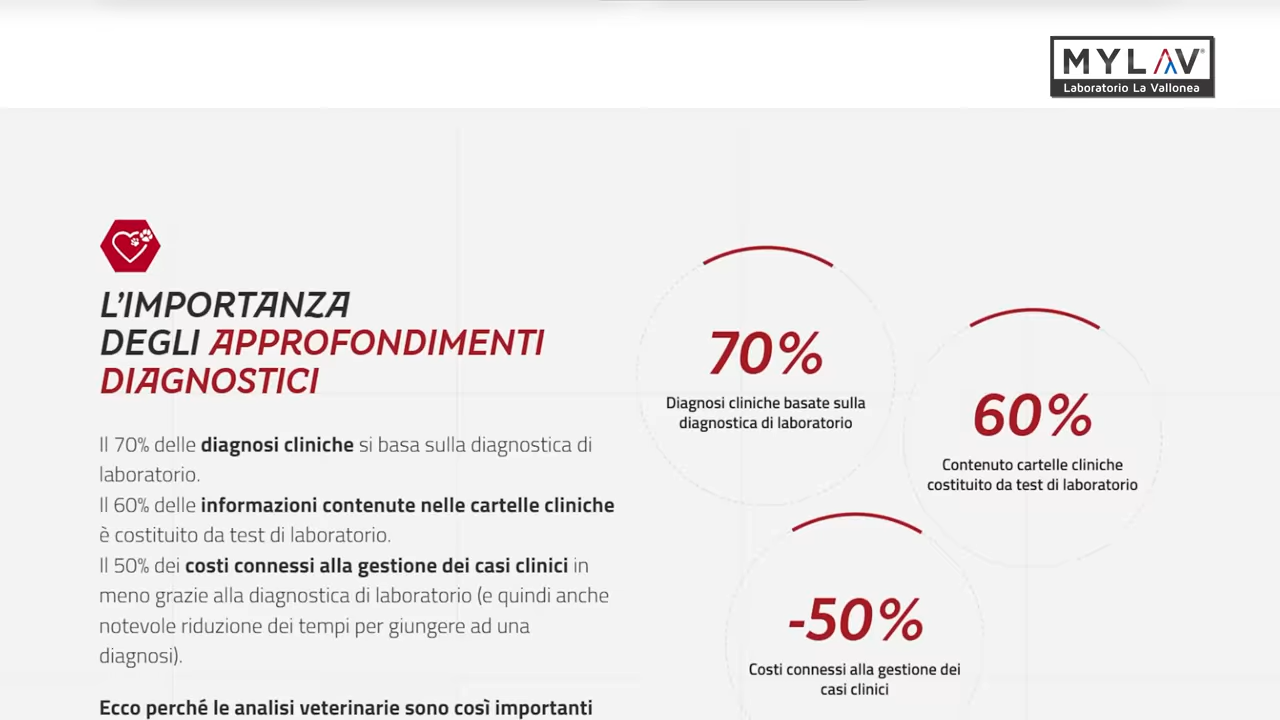 MYLAV®
Laboratorio La Vallonea
L'IMPORTANZA
DEGLI APPROFONDIMENTI
DIAGNOSTICI
Il 70% delle diagnosi cliniche si basa sulla diagnostica di
laboratorio.
Il 60% delle informazioni contenute nelle cartelle cliniche
è costituito da test di laboratorio.
Il 50% dei costi connessi alla gestione dei casi clinici in
meno grazie alla diagnostica di laboratorio (e quindi anche
notevole riduzione dei tempi per giungere ad una
diagnosi).
Ecco perché le analisi veterinarie sono così importanti
70%
Diagnosi cliniche basate sulla
diagnostica di laboratorio
60%
Contenuto cartelle cliniche
costituito da test di laboratorio
-50%
Costi connessi alla gestione dei
casi clinici